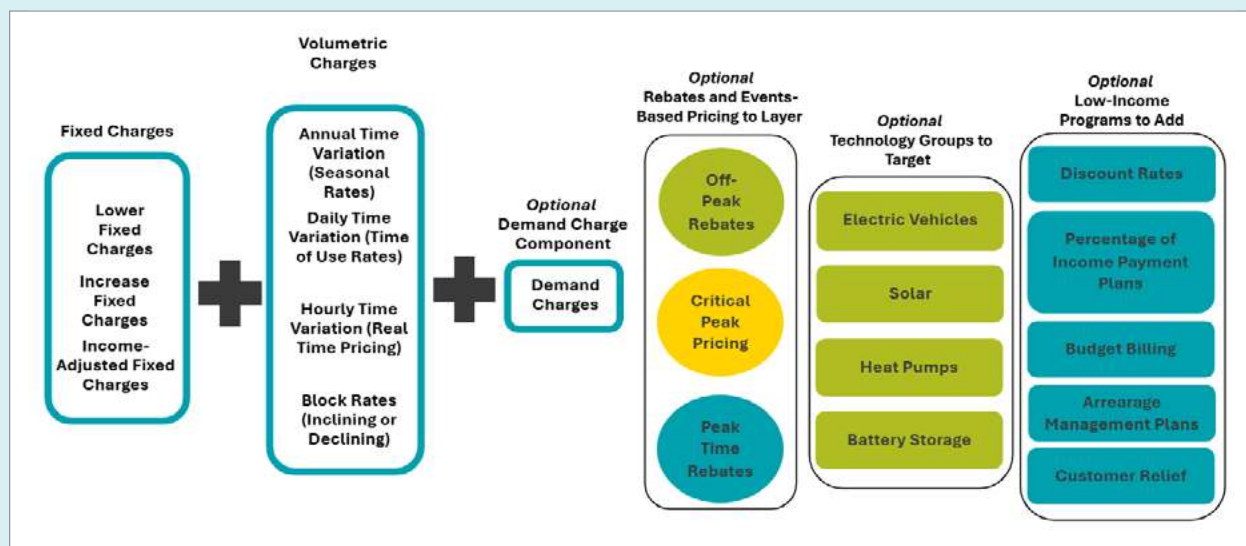 Fixed Charges
Lower
Fixed
Charges
Increase
Fixed
Charges
Income-
Adjusted Fixed
Charges
Volumetric
Charges
Annual Time
Variation
(Seasonal
Rates)
Daily Time
Variation (Time
of Use Rates)
Hourly Time
Variation (Real
Time Pricing)
Block Rates
(Inclining or
Declining)
Optional
Demand Charge
Component
Demand
Charges
Optional
Rebates and Events-
Based Pricing to Layer
Off-
Peak
Rebates
Critical
Peak
Pricing
Peak
Time
Rebates
Optional
Technology Groups to
Target
Electric Vehicles
Solar
Heat Pumps
Battery Storage
Optional
Low-Income
Programs to Add
Discount Rates
Percentage of
Income Payment
Plans
Budget Billing
Arrearage
Management Plans
Customer Relief